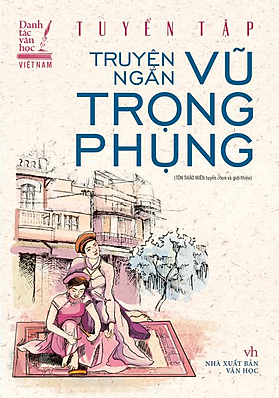 Danh
tác
văn
học
VIỆT NAM
TUYỂN TẬP
TRUYỆN
NGẮN
VŨ
TRỌNG
PHỤNG
(TÔN THẢO MIÊN tuyển chọn và giới thiệu)
vh
NHÀ XUẤT BẢN
VĂN HỌC